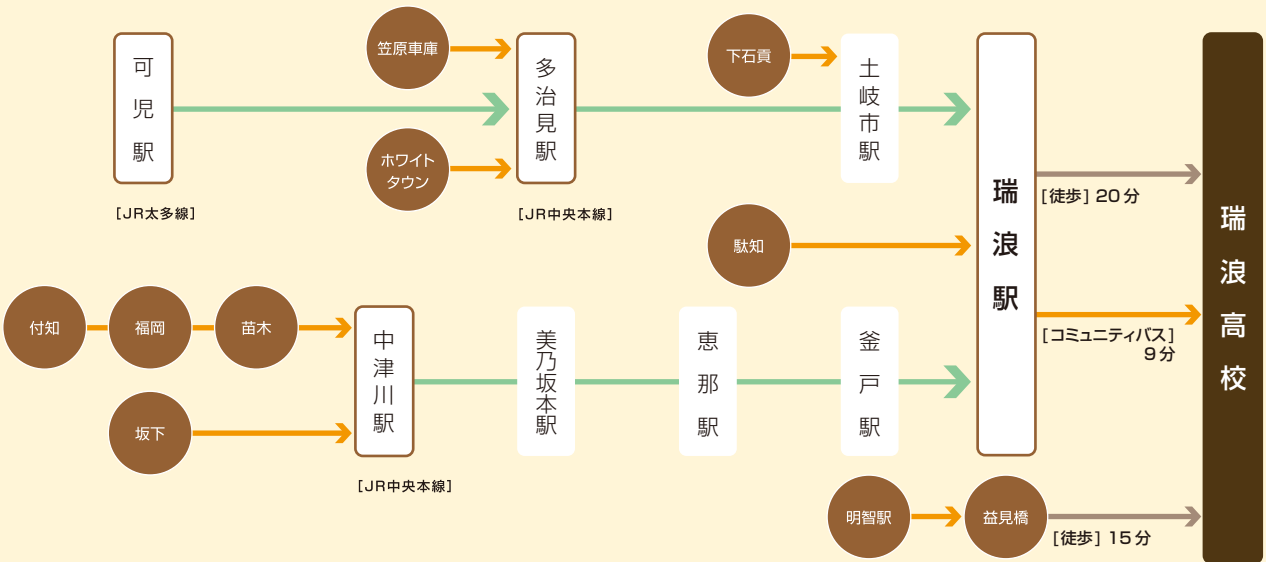 可児駅
[JR太多線]
笠原車庫
ホワイト
タウン
多治見駅
[JR中央本線]
下石貢
土岐市駅
駄知
付知
福岡
苗木
坂下
中津川駅
[JR中央本線]
美乃坂本駅
恵那駅
釜戸駅
瑞浪駅
[徒歩] 20分
[コミュニティバス]
9分
明智駅
益見橋
[徒歩] 15分
瑞浪高校